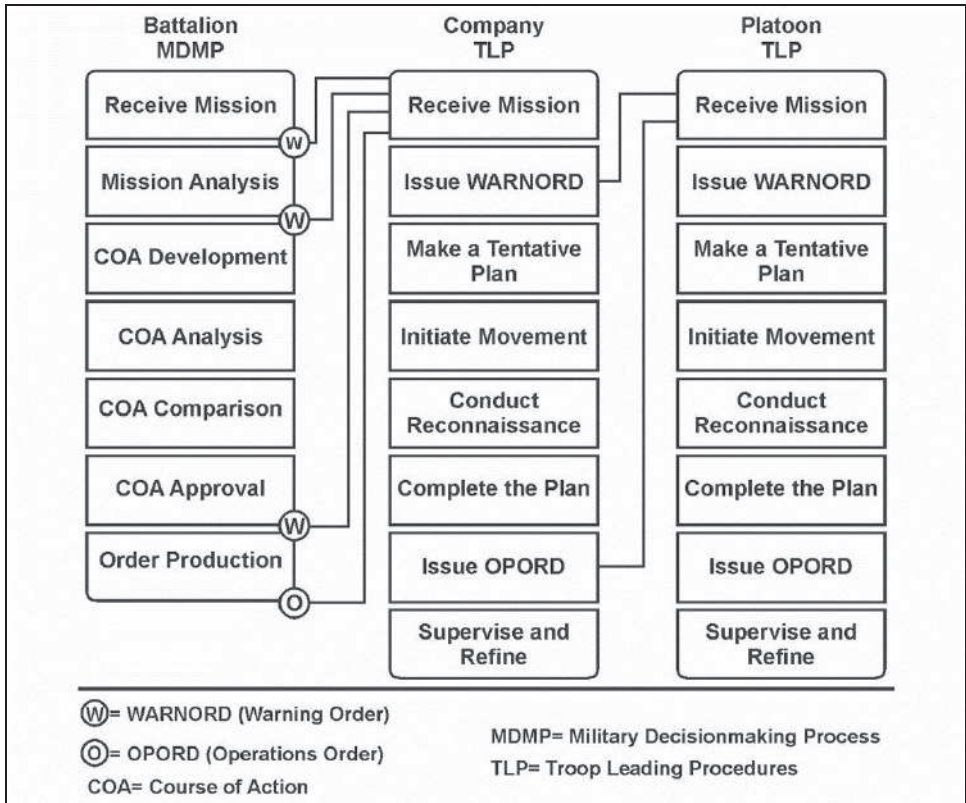 Battalion
MDMP
Receive Mission
W
Mission Analysis
W
COA Development
COA Analysis
COA Comparison
COA Approval
W
Order Production
O
Company
TLP
Receive Mission
Issue WARNORD
Make a Tentative
Plan
Initiate Movement
Conduct
Reconnaissance
Complete the Plan
Issue OPORD
Supervise and
Refine
Platoon
TLP
Receive Mission
Issue WARNORD
Make a Tentative
Plan
Initiate Movement
Conduct
Reconnaissance
Complete the Plan
Issue OPORD
Supervise and
Refine
W = WARNORD (Warning Order)
O = OPORD (Operations Order)
COA= Course of Action
MDMP= Military Decisionmaking Process
TLP= Troop Leading Procedures